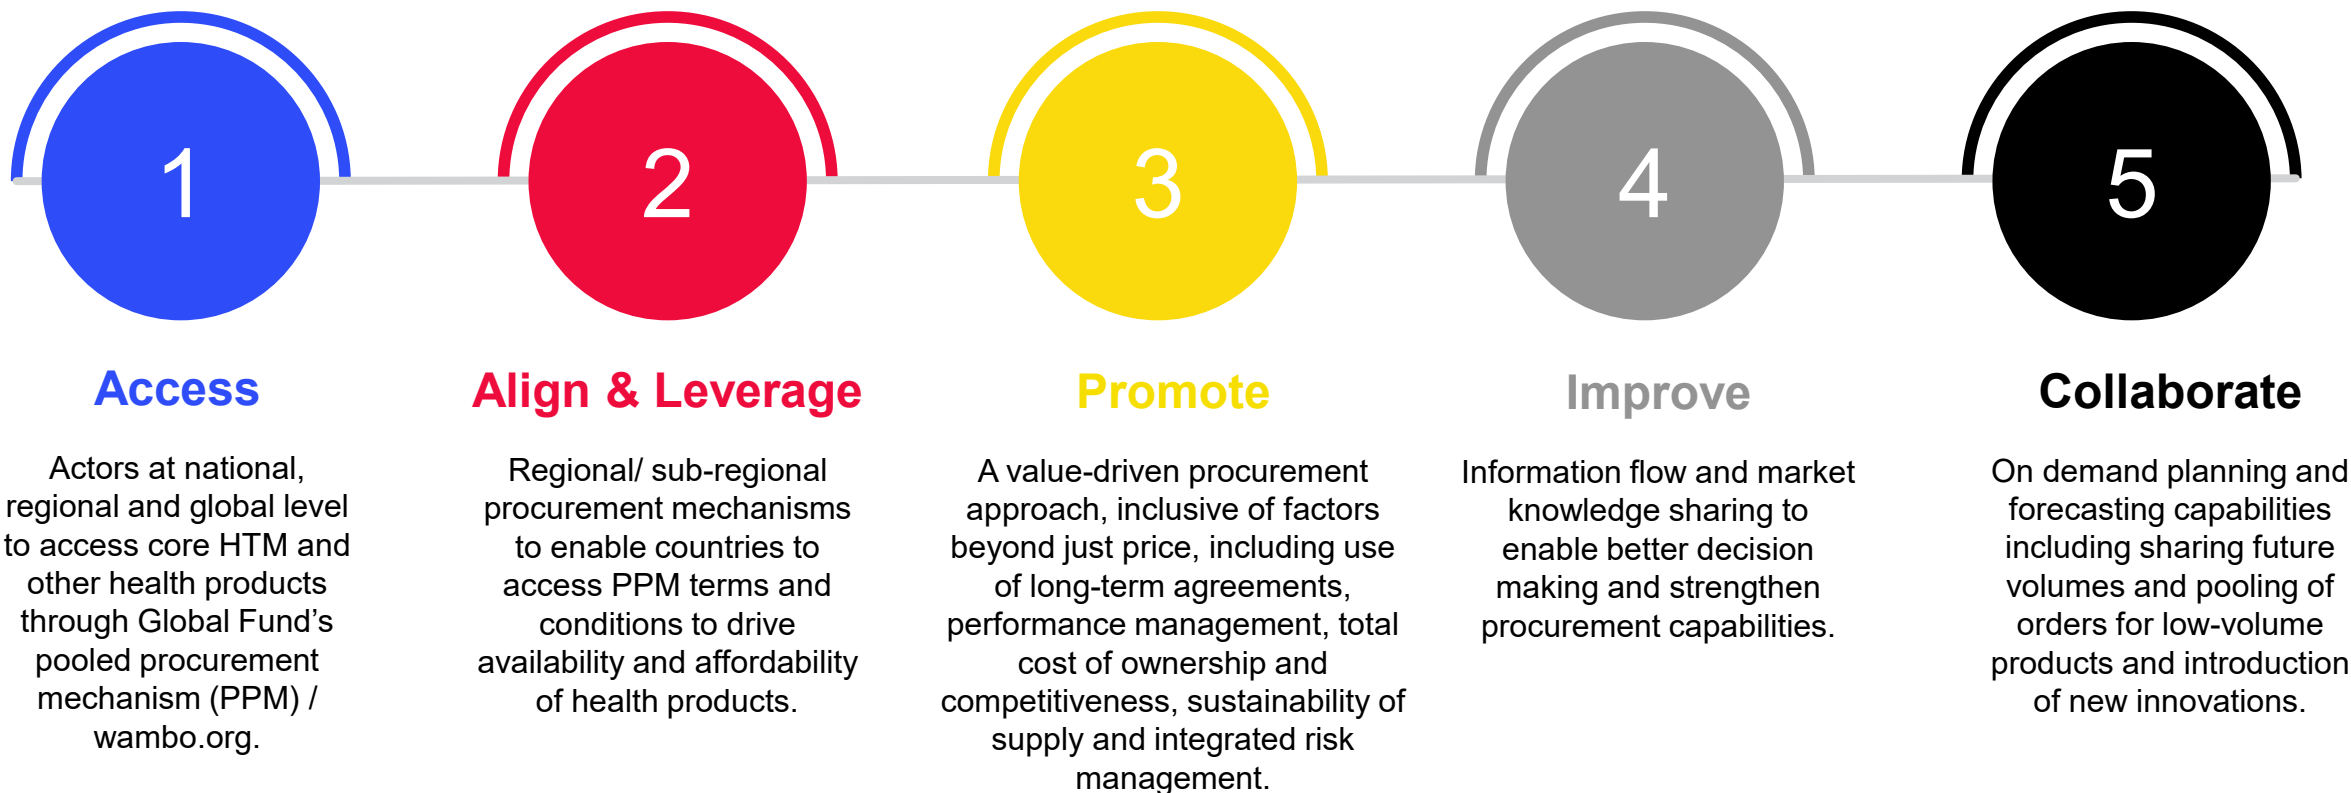 1
2
3
4
5
Access
Actors at national,
regional and global level
to access core HTM and
other health products
through Global Fund’s
pooled procurement
mechanism (PPM) /
wambo.org.
Align & Leverage
Regional/ sub-regional
procurement mechanisms
to enable countries to
access PPM terms and
conditions to drive
availability and affordability
of health products.
Promote
A value-driven procurement
approach, inclusive of factors
beyond just price, including use
of long-term agreements,
performance management, total
cost of ownership and
competitiveness, sustainability of
supply and integrated risk
management.
Improve
Information flow and market
knowledge sharing to
enable better decision
making and strengthen
procurement capabilities.
Collaborate
On demand planning and
forecasting capabilities
including sharing future
volumes and pooling of
orders for low-volume
products and introduction
of new innovations.